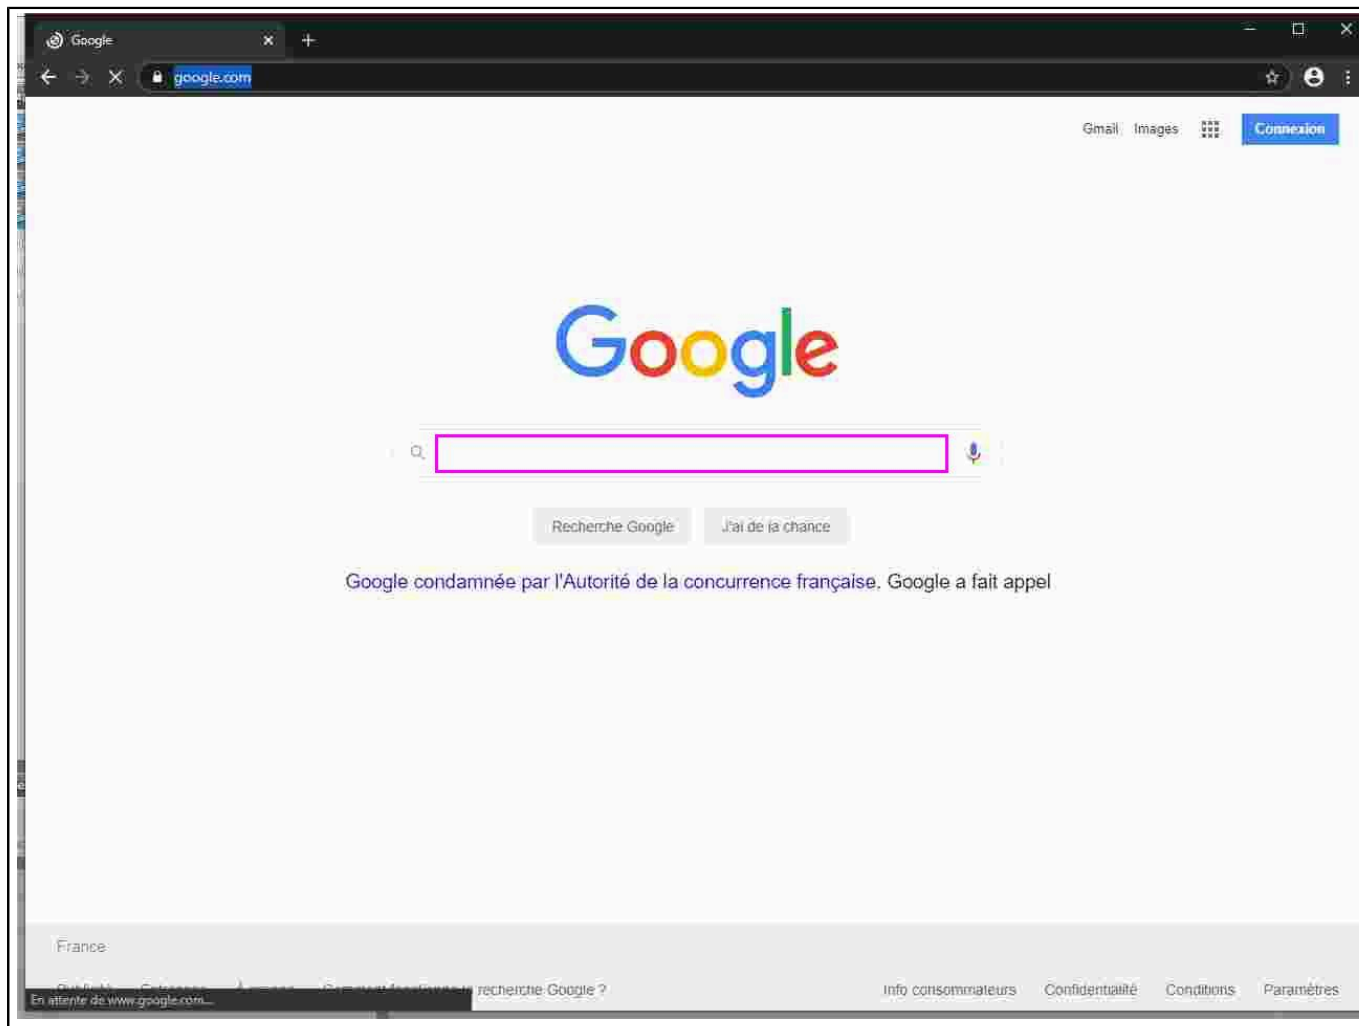 Google
google.com
Gmail Images Connexion
Google
Recherche Google J'ai de la chance
Google condamnée par l'Autorité de la concurrence française. Google a fait appel
France
recherche Google ? Info consommateurs Confidentialité Conditions Paramètres
En attente de www.google.com...